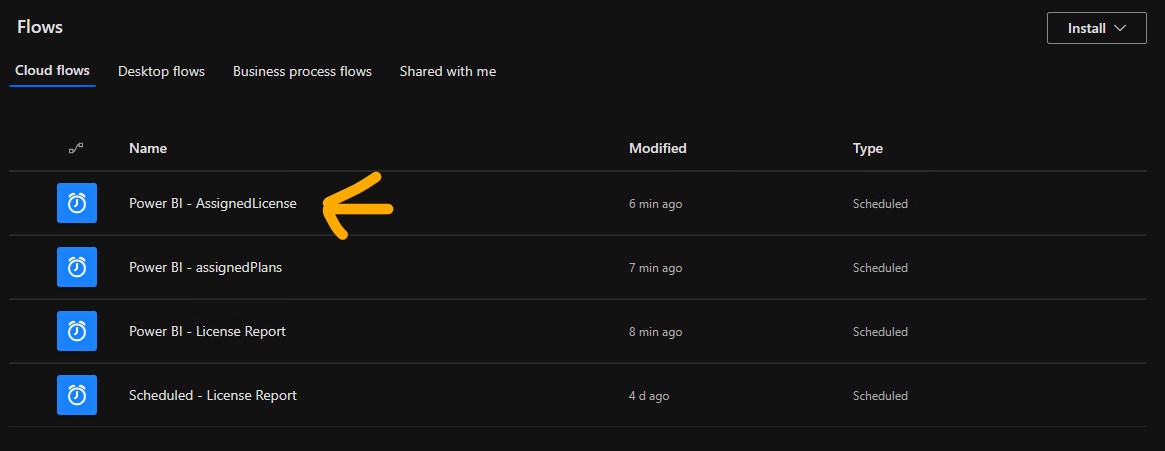 Flows
Install
Cloud flows Desktop flows Business process flows Shared with me
Name Modified Type
Power BI - AssignedLicense 6 min ago Scheduled
Power BI - assignedPlans 7 min ago Scheduled
Power BI - License Report 8 min ago Scheduled
Scheduled - License Report 4 d ago Scheduled